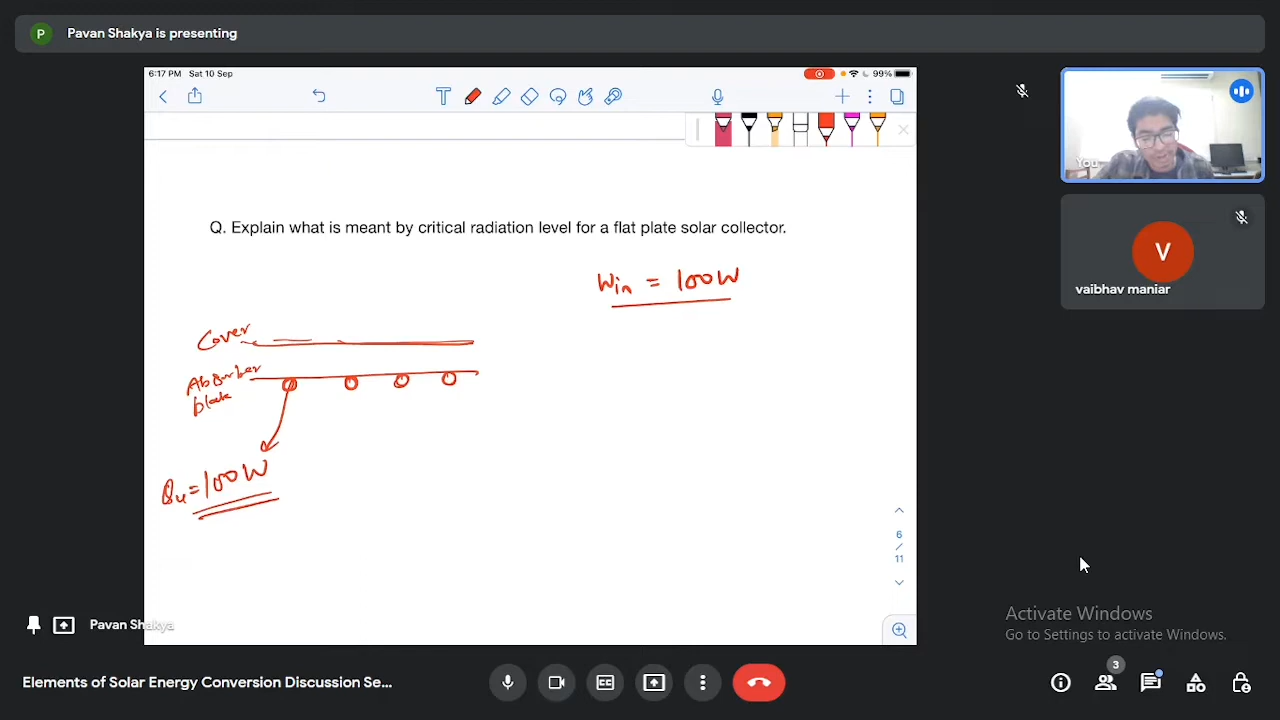 P Pavan Shakya is presenting
6:17 PM Sat 10 Sep
99%
T
You
Q. Explain what is meant by critical radiation level for a flat plate solar collector.
V
vaibhav maniar
Win = 100W
Cover
Absorber
plate
Qu = 100W
6
/
11
Activate Windows
Go to Settings to activate Windows.
Pavan Shakya
Elements of Solar Energy Conversion Discussion Se...
CC
3